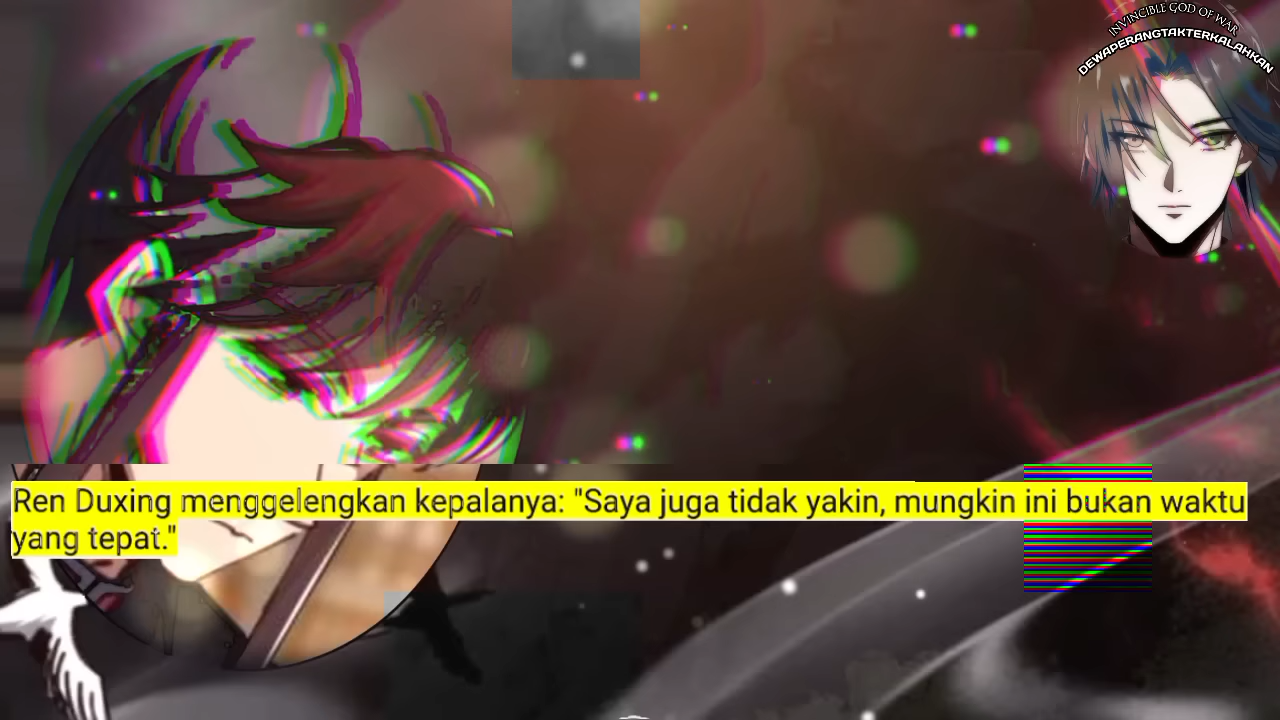 INVINCIBLE GOD OF WAR
DEWAPERANGTAKTERKALAHKAN
Ren Duxing menggelengkan kepalanya: "Saya juga tidak yakin, mungkin ini bukan waktu
yang tepat."